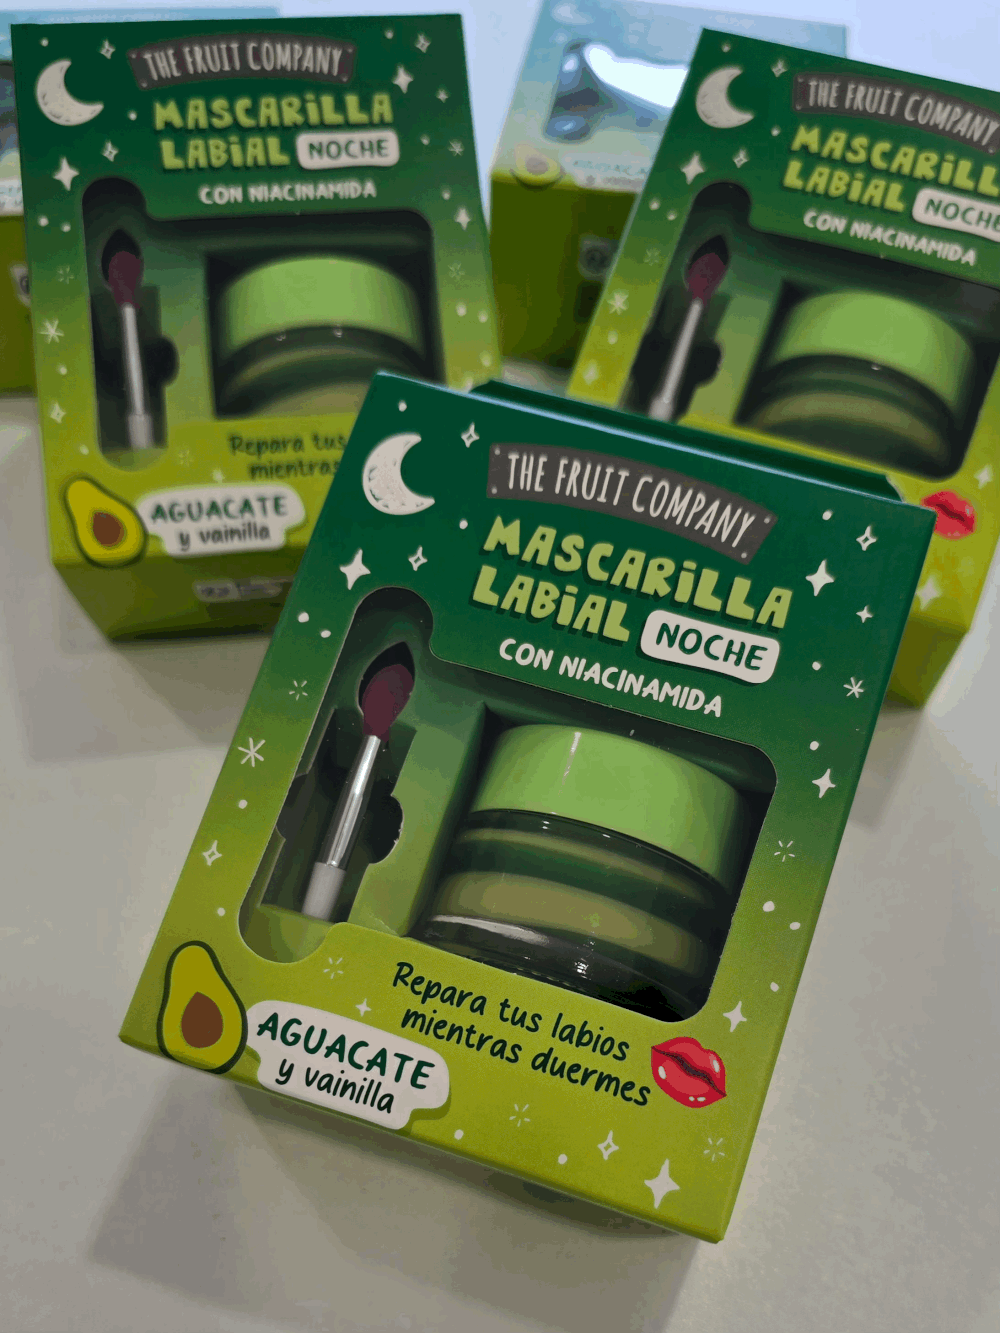 THE FRUIT COMPANY
MASCARiLLA
LABiAL NOCHE
CON NIACINAMIDA
Repara tus
mientras
AGUACATE
y vainilla
THE FRUIT COMPANY
MASCARiLL
LABiAL NOCHE
CON NIACINAMIDA
THE FRUIT COMPANY
MASCARiLLA
LABiAL NOCHE
CON NIACINAMIDA
Repara tus labios
mientras duermes
AGUACATE
y vainilla